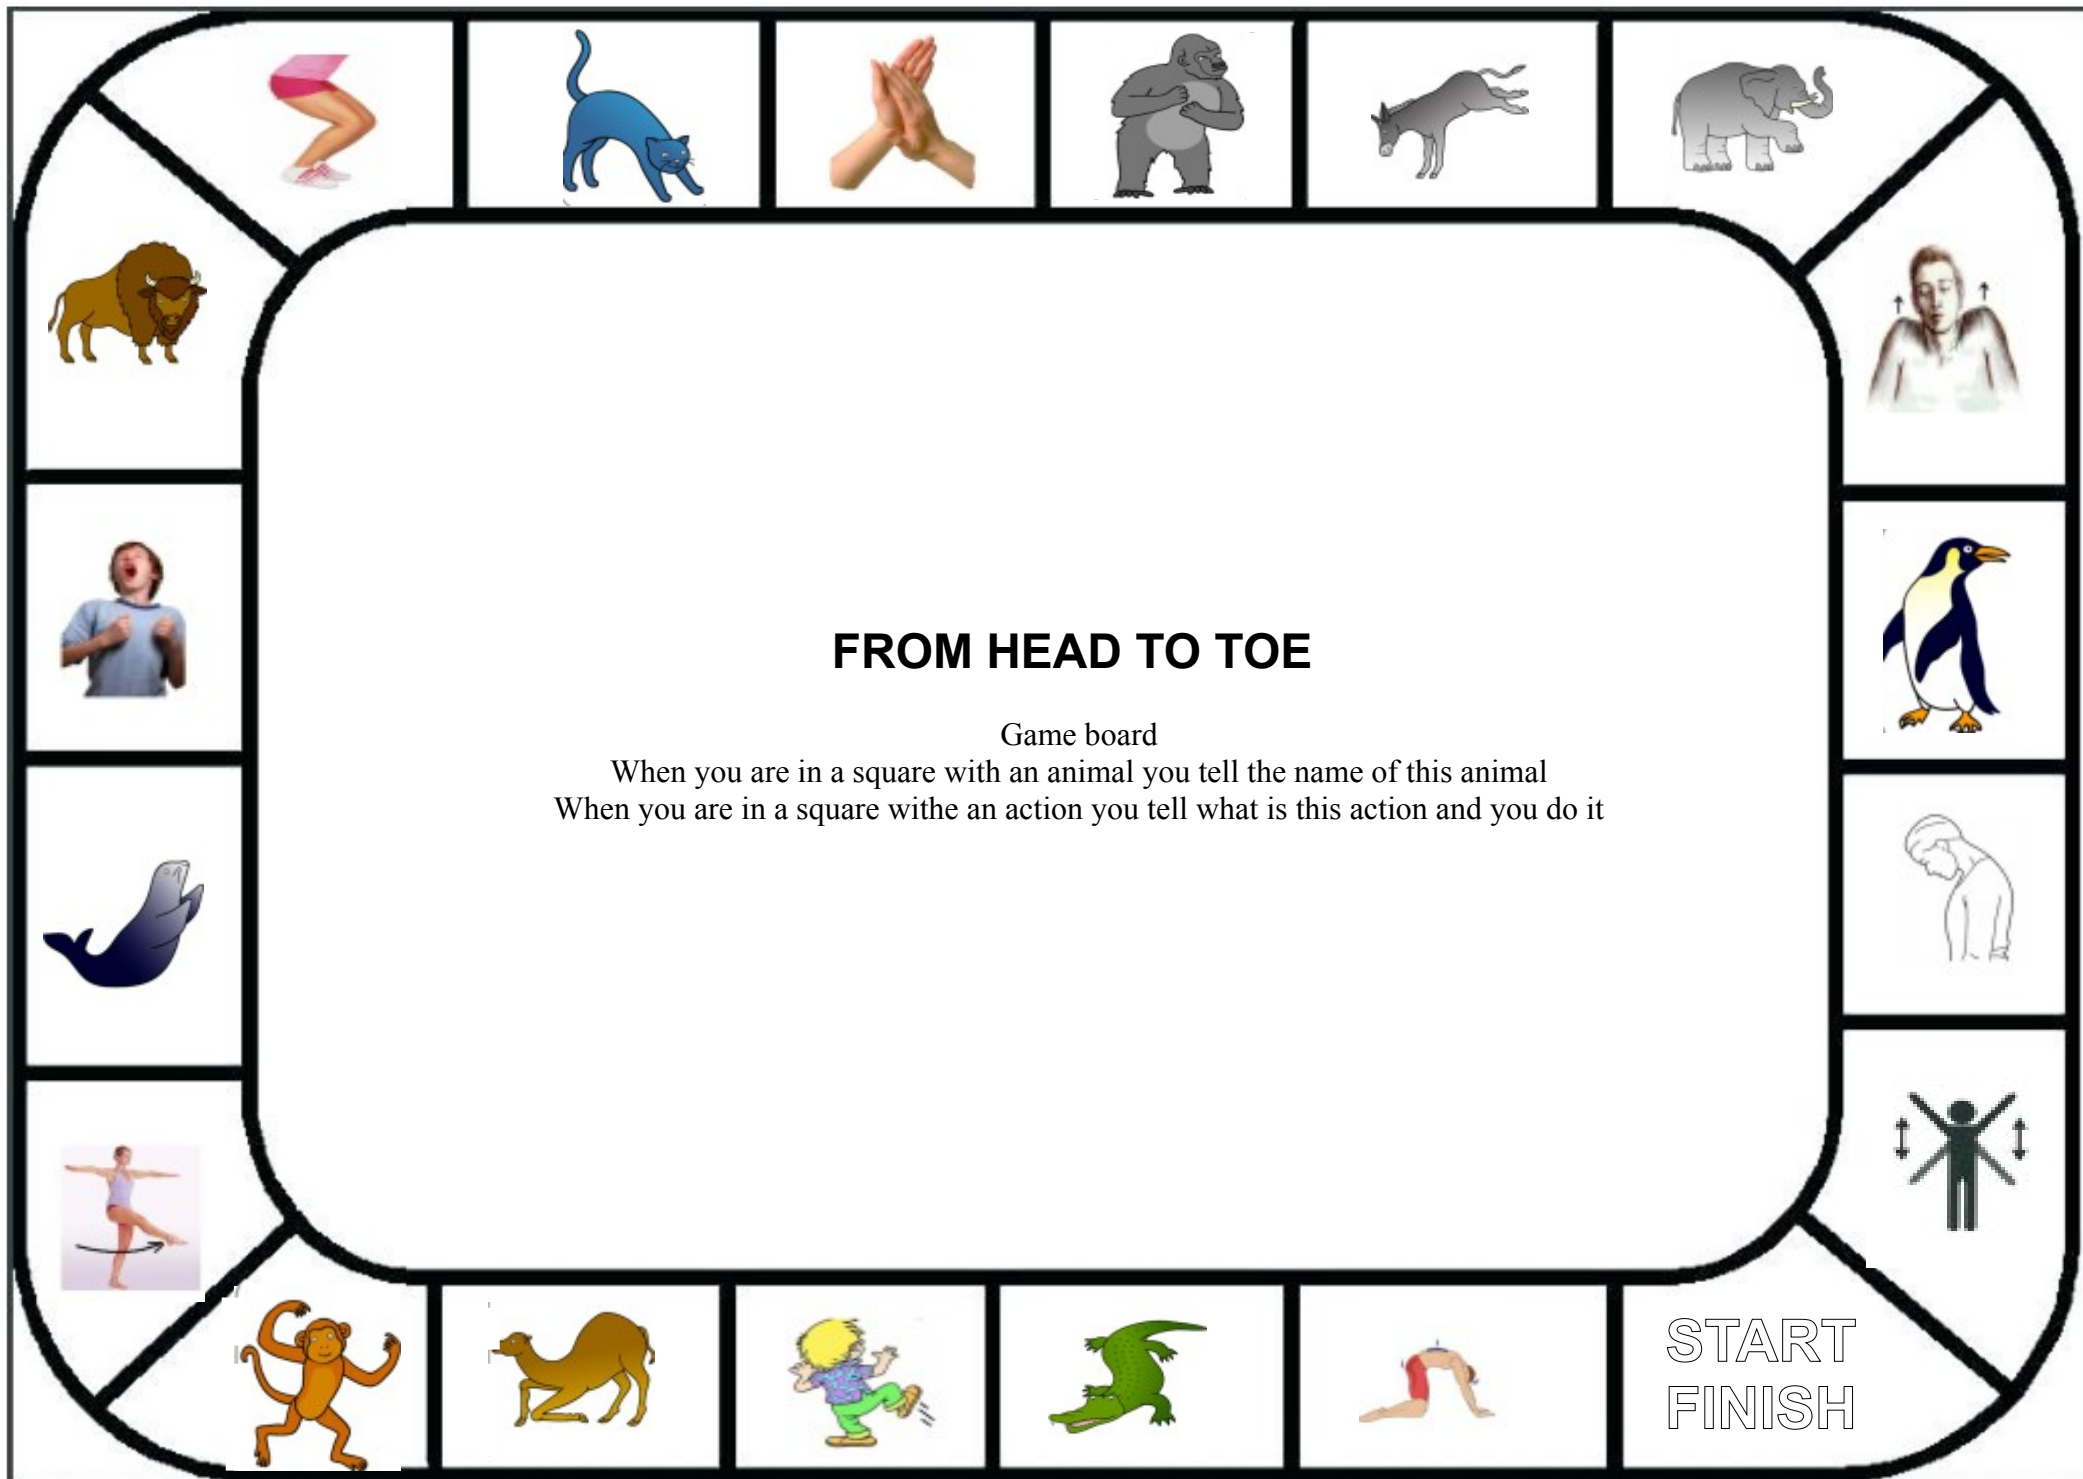 FROM HEAD TO TOE
Game board
When you are in a square with an animal you tell the name of this animal
When you are in a square withe an action you tell what is this action and you do it
START
FINISH